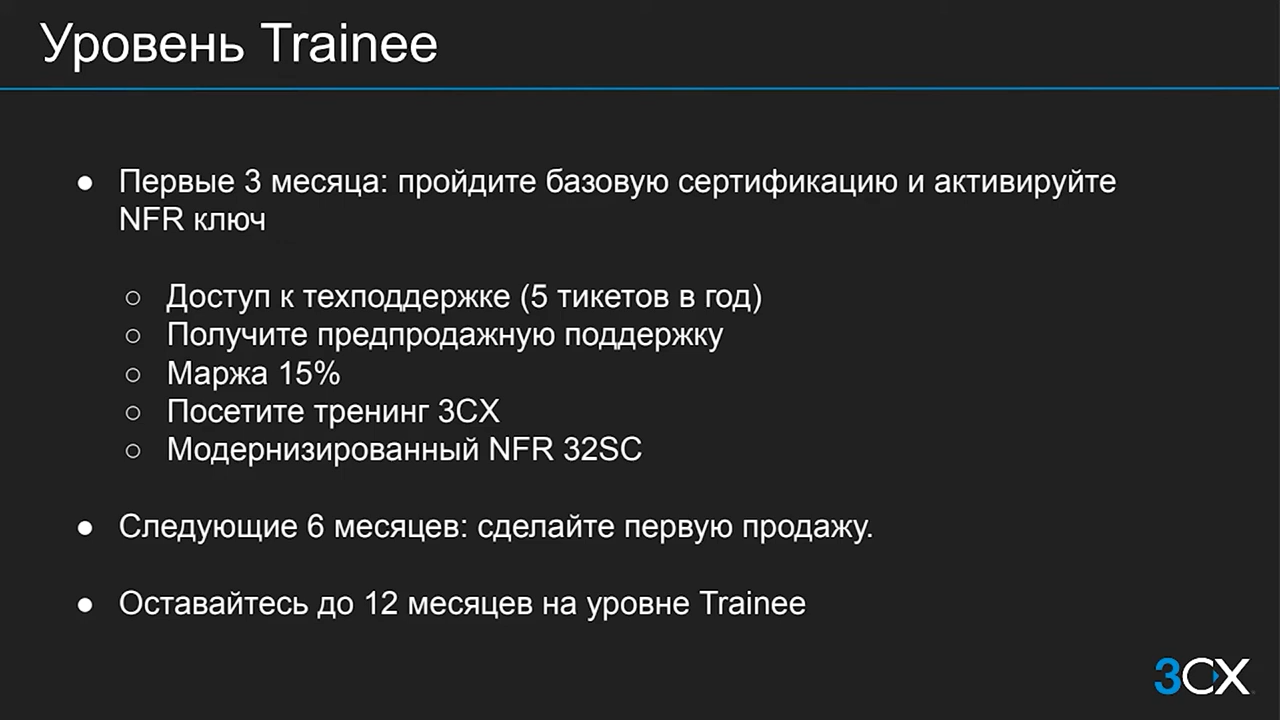 Уровень Trainee
● Первые 3 месяца: пройдите базовую сертификацию и активируйте
NFR ключ
○ Доступ к техподдержке (5 тикетов в год)
○ Получите предпродажную поддержку
○ Маржа 15%
○ Посетите тренинг 3CX
○ Модернизированный NFR 32SC
● Следующие 6 месяцев: сделайте первую продажу.
● Оставайтесь до 12 месяцев на уровне Trainee
3CX